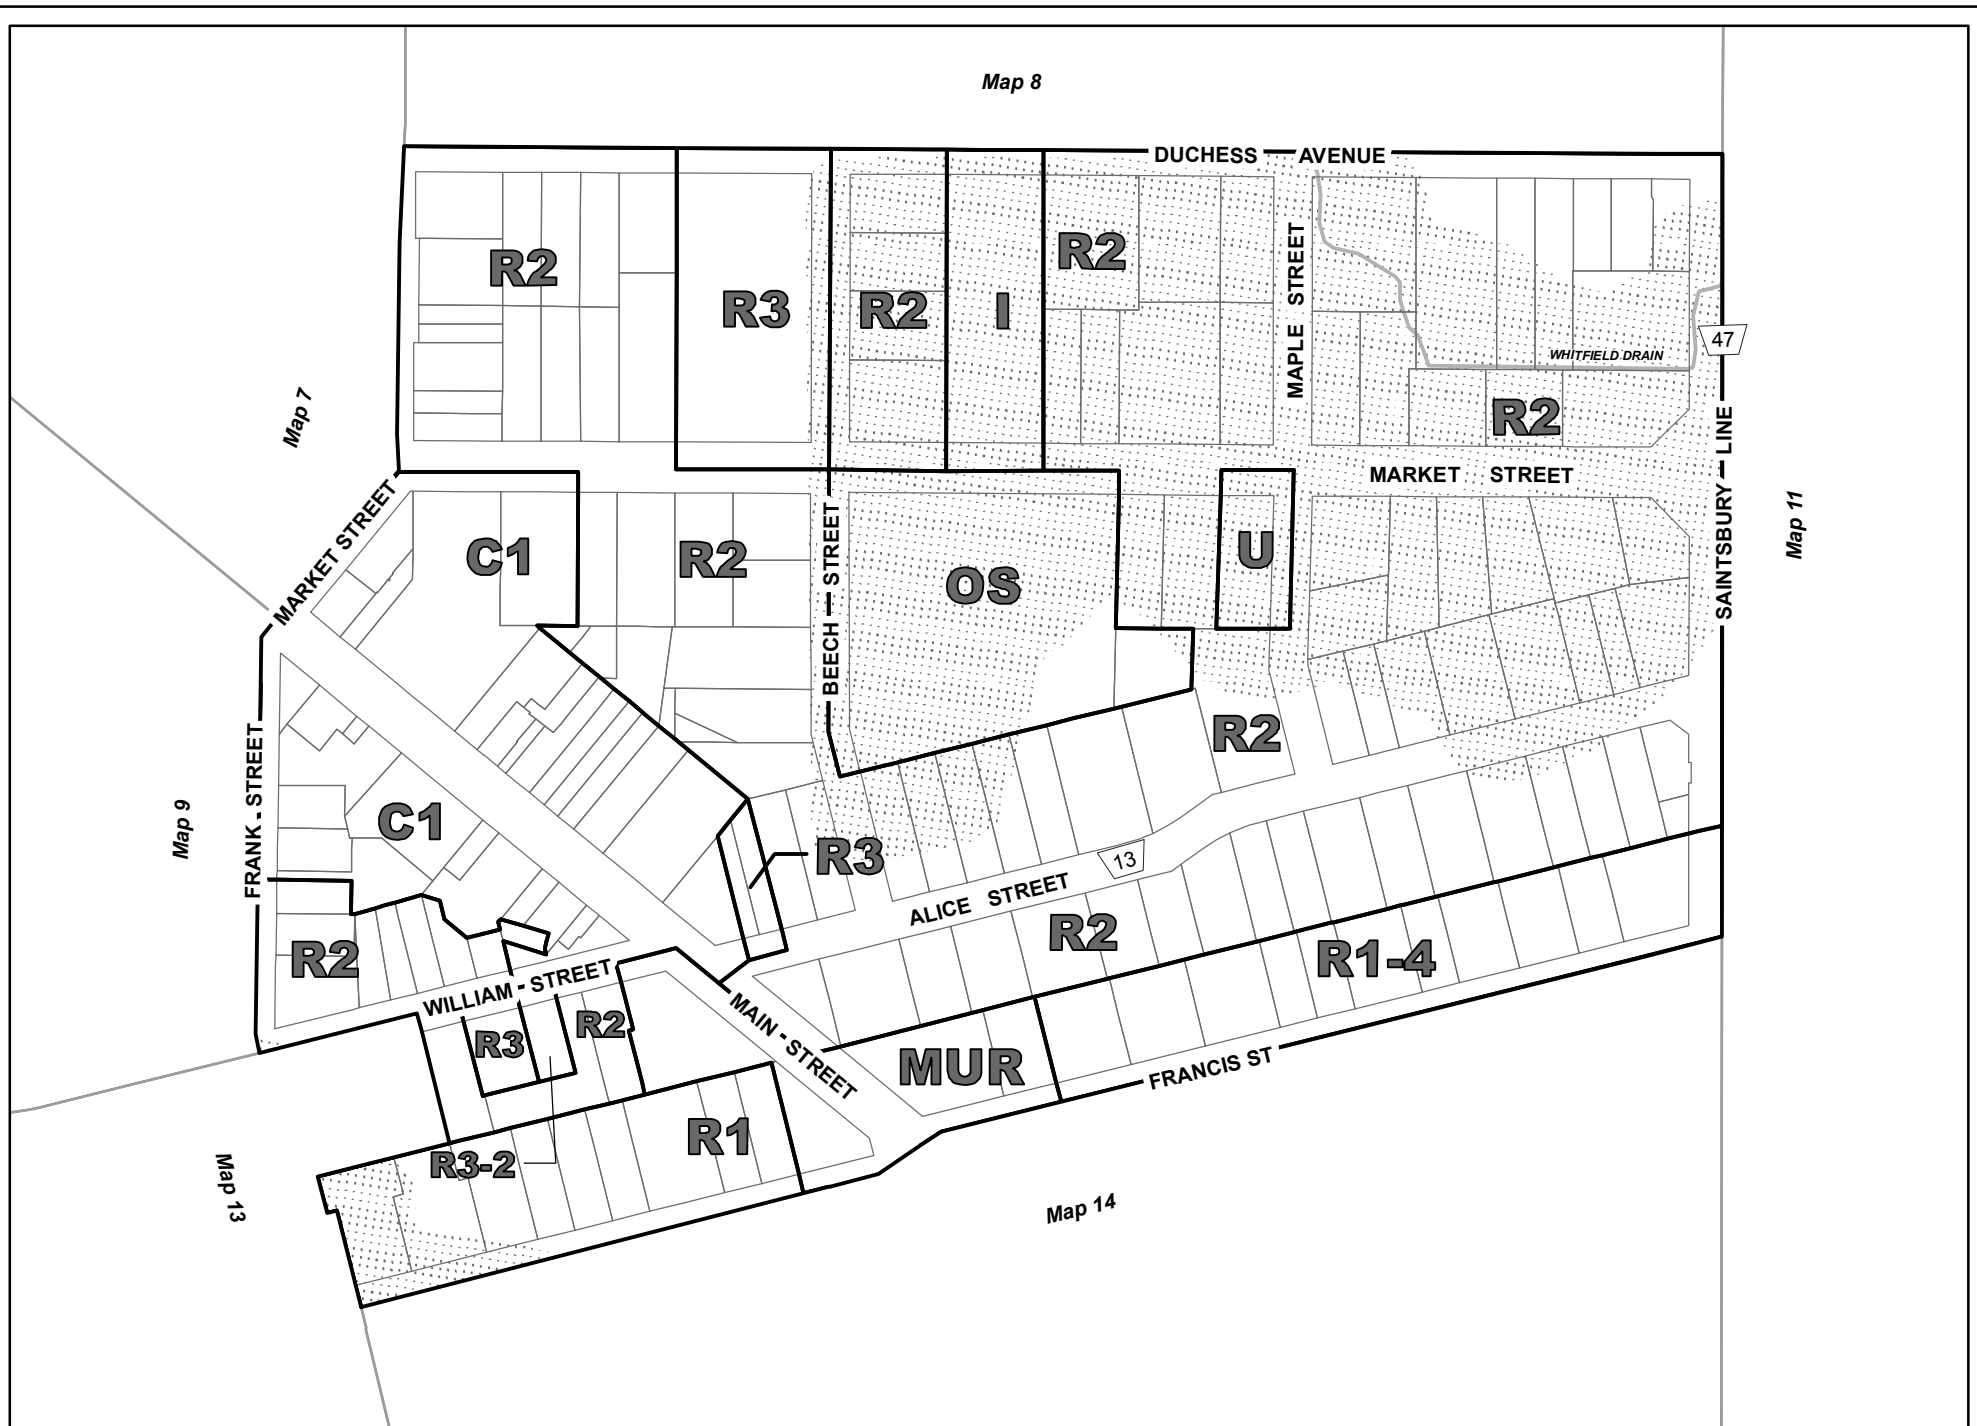 Map 8
DUCHESS AVENUE
R2
R3
R2
I
R2
MAPLE STREET
47
WHITFIELD DRAIN
R2
Map 7
MARKET STREET
MARKET STREET
SAINTSBURY LINE
Map 11
C1
R2
BEECH STREET
OS
U
R2
FRANK STREET
Map 9
C1
R3
13
ALICE STREET
R2
R1-4
R2
WILLIAM STREET
R3
R2
MAIN STREET
MUR
FRANCIS ST
R1
R3-2
Map 13
Map 14